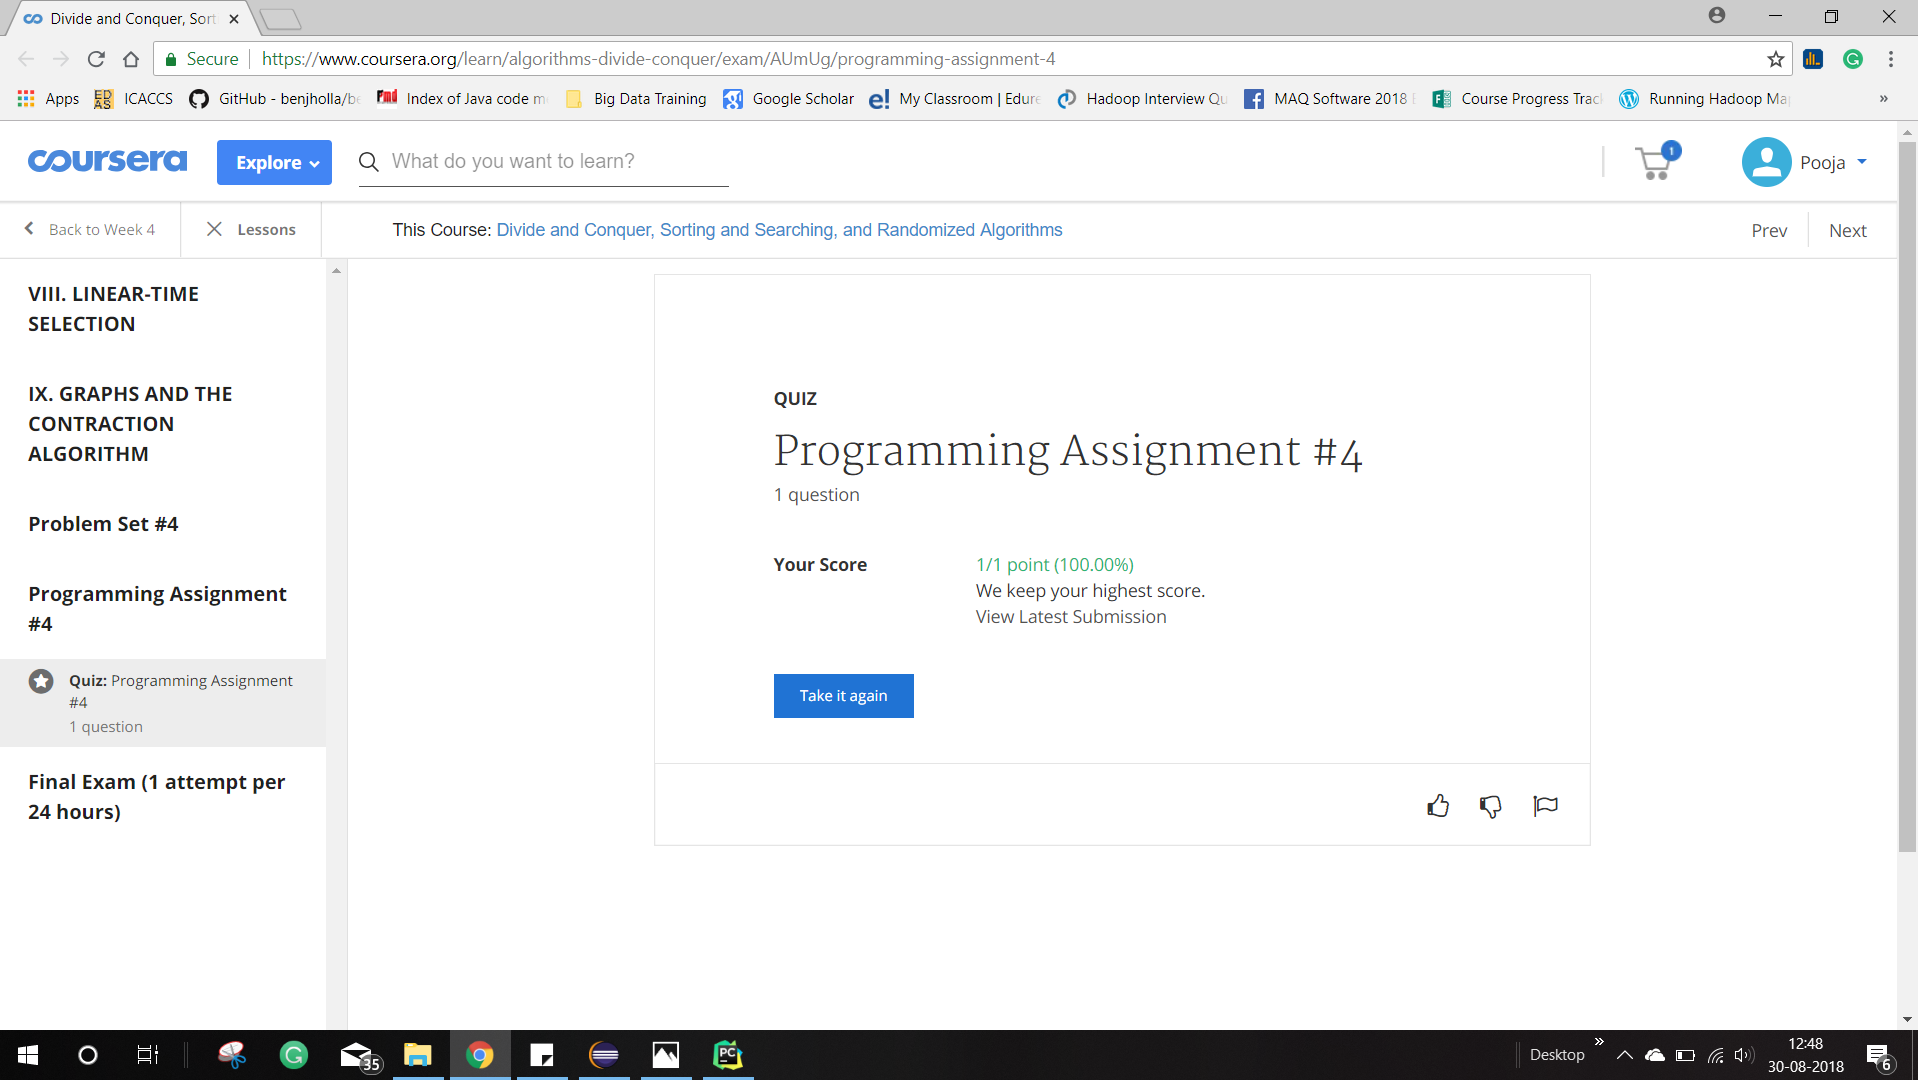 Divide and Conquer, Sort
Secure https://www.coursera.org/learn/algorithms-divide-conquer/exam/AUmUg/programming-assignment-4
Apps EDAS ICACCS GitHub - benjholla/be Fmd Index of Java code m Big Data Training Google Scholar e! My Classroom | Edure Hadoop Interview Qu MAQ Software 2018 Course Progress Trac Running Hadoop Ma »
coursera Explore What do you want to learn? 1 Pooja
Back to Week 4 Lessons This Course: Divide and Conquer, Sorting and Searching, and Randomized Algorithms Prev Next
VIII. LINEAR-TIME
SELECTION
IX. GRAPHS AND THE
CONTRACTION
ALGORITHM
Problem Set #4
Programming Assignment
#4
Quiz: Programming Assignment
#4
1 question
Final Exam (1 attempt per
24 hours)
QUIZ
Programming Assignment #4
1 question
Your Score 1/1 point (100.00%)
We keep your highest score.
View Latest Submission
Take it again
35 PC Desktop » 12:48
30-08-2018 6